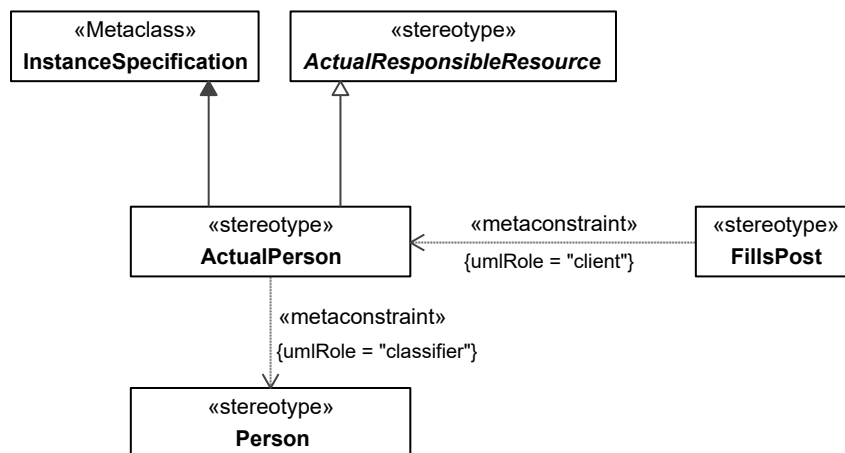 «Metaclass»
InstanceSpecification
«stereotype»
ActualResponsibleResource
«stereotype»
ActualPerson
«metaconstraint»
{umlRole = "client"}
«stereotype»
FillsPost
«metaconstraint»
{umlRole = "classifier"}
«stereotype»
Person